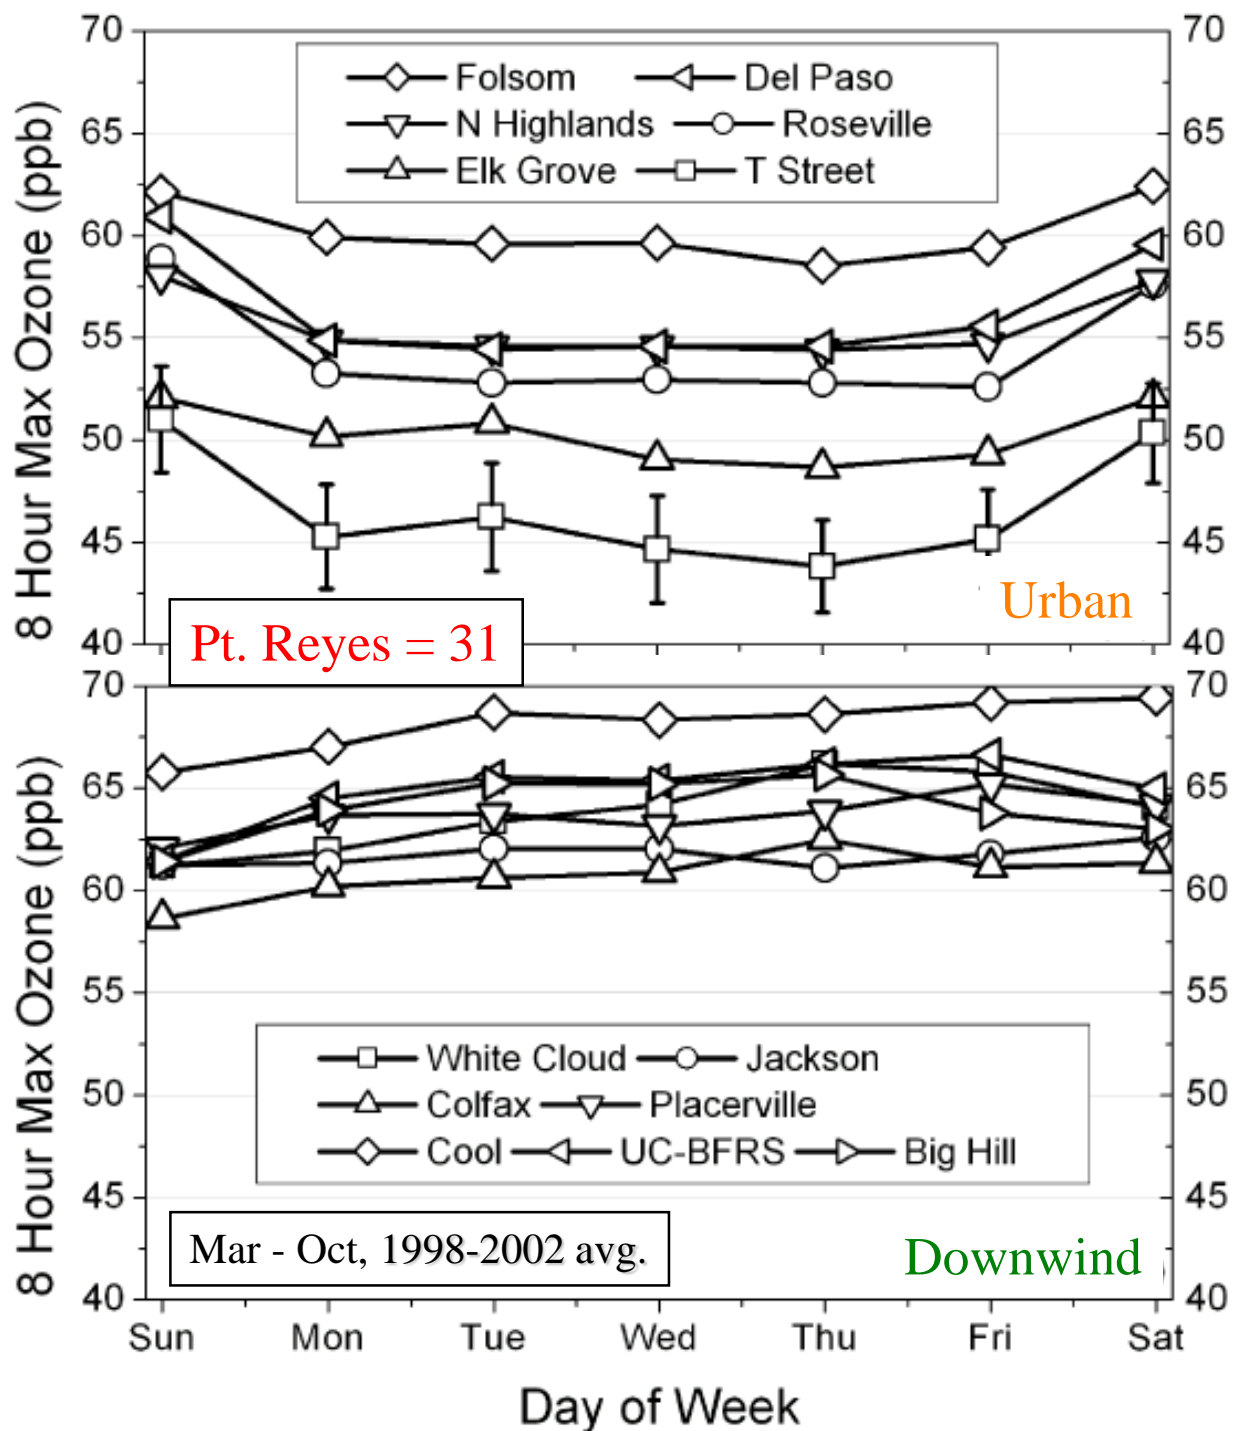 70 70
Folsom Del Paso
N Highlands Roseville
Elk Grove T Street
65 65
60 60
55 55
50 50
45 45
40 40
8 Hour Max Ozone (ppb)
Urban
Pt. Reyes = 31
70 70
65 65
60 60
55 55
50 50
45 45
40 40
8 Hour Max Ozone (ppb)
White Cloud Jackson
Colfax Placerville
Cool UC-BFRS Big Hill
Mar - Oct, 1998-2002 avg.
Downwind
Sun Mon Tue Wed Thu Fri Sat
Day of Week